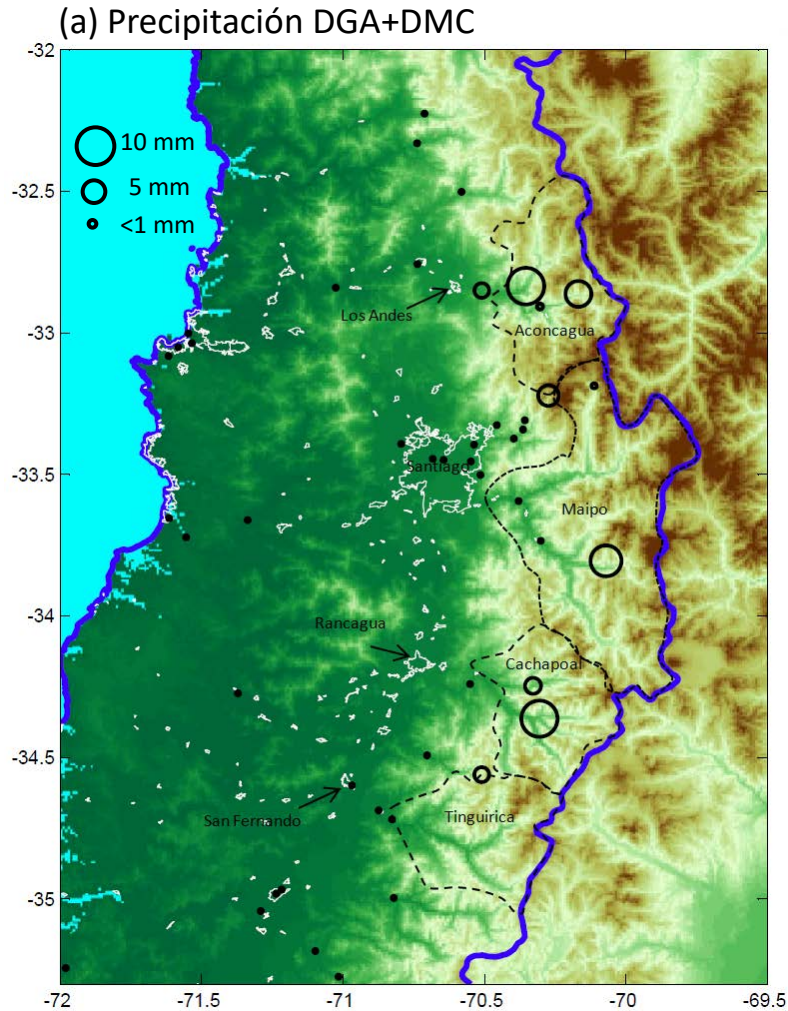 (a) Precipitación DGA+DMC
-32
10 mm
5 mm
<1 mm
-32.5
Los Andes
-33
Aconcagua
Santiago
-33.5
Maipo
-34
Rancagua
Cachapoal
-34.5
San Fernando
Tinguirica
-35
-72
-71.5
-71
-70.5
-70
-69.5